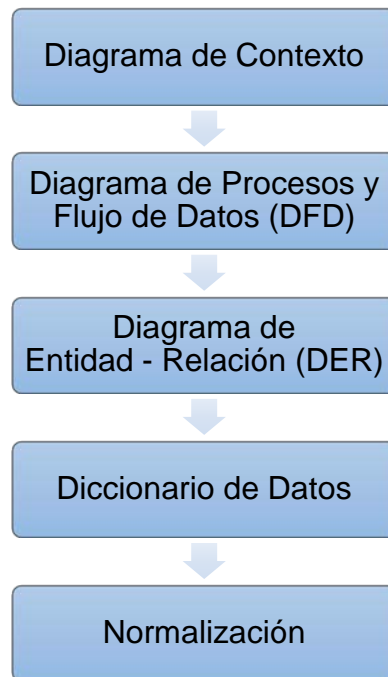 Diagrama de Contexto
Diagrama de Procesos y
Flujo de Datos (DFD)
Diagrama de
Entidad - Relación (DER)
Diccionario de Datos
Normalización